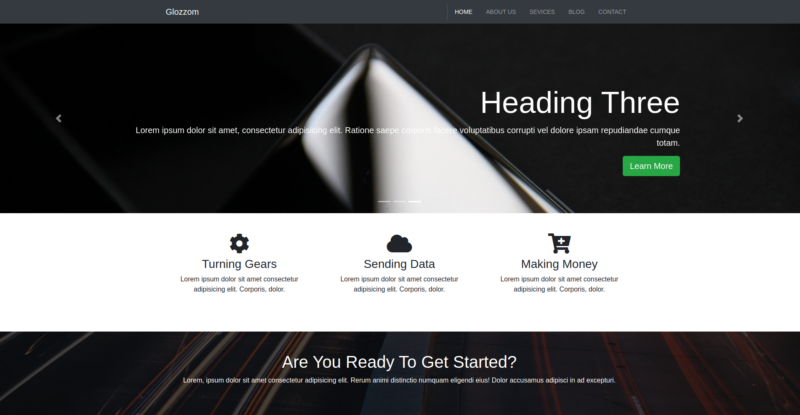 Glozzom
HOME ABOUT US SEVICES BLOG CONTACT
Heading Three
Lorem ipsum dolor sit amet, consectetur adipisicing elit. Ratione saepe corporis facere voluptatibus corrupti vel dolore ipsam repudiandae cumque
totam.
Learn More
Turning Gears
Lorem ipsum dolor sit amet consectetur
adipisicing elit. Corporis, dolor.
Sending Data
Lorem ipsum dolor sit amet consectetur
adipisicing elit. Corporis, dolor.
Making Money
Lorem ipsum dolor sit amet consectetur
adipisicing elit. Corporis, dolor.
Are You Ready To Get Started?
Lorem, ipsum dolor sit amet consectetur adipisicing elit. Rerum animi distinctio numquam eligendi eius! Dolor accusamus adipisci in ad excepturi.